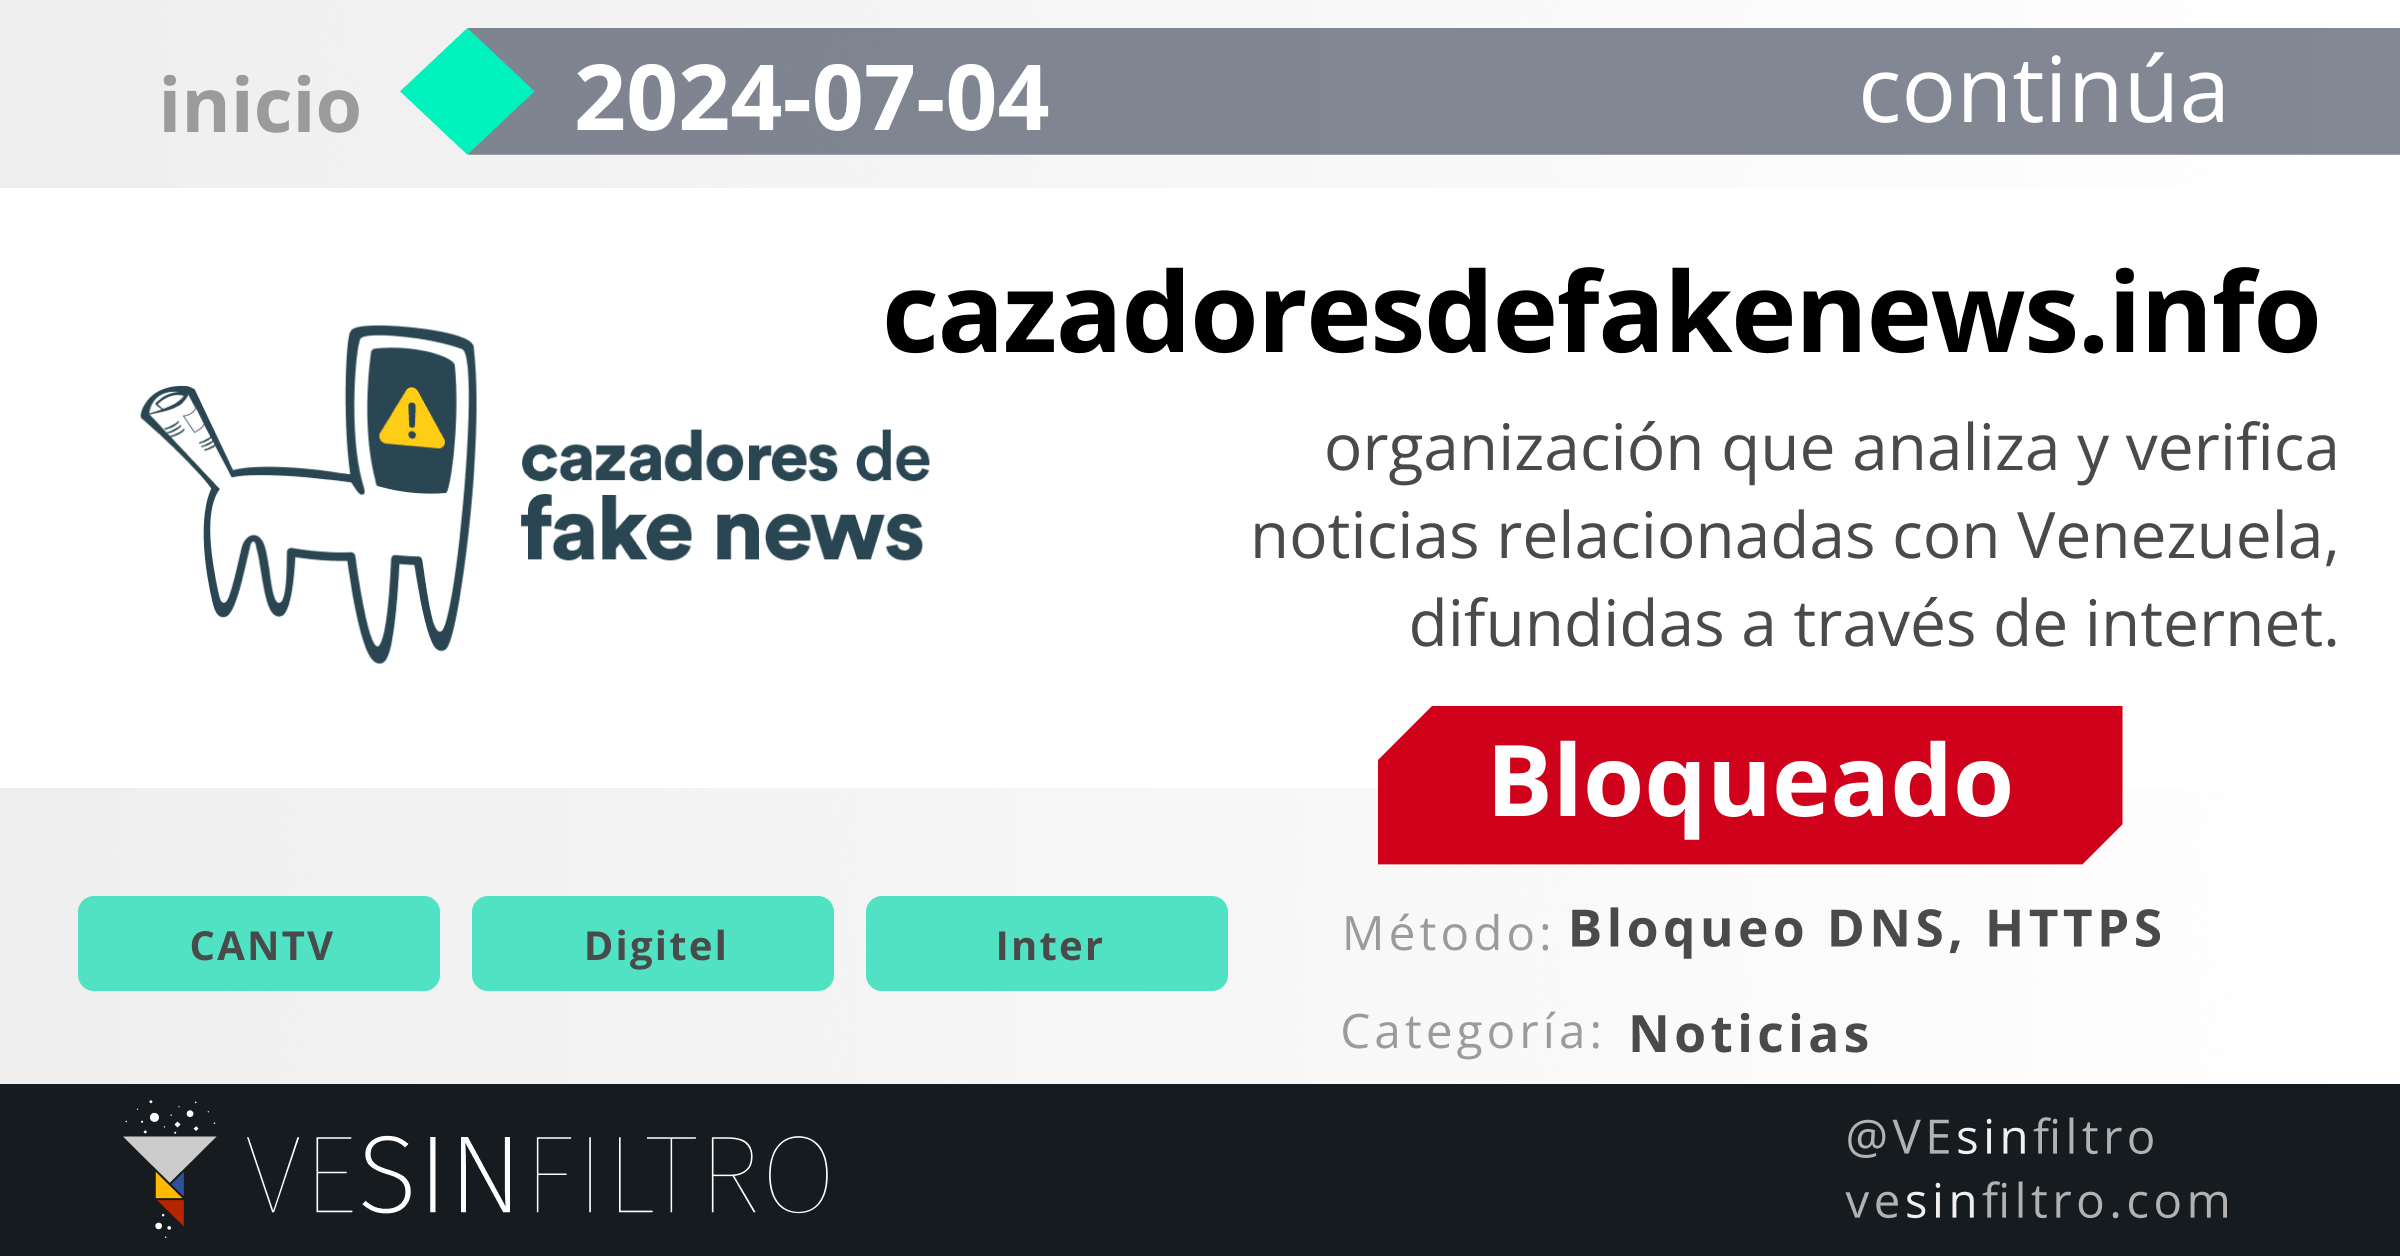 inicio
2024-07-04
continúa
cazadoresdefakenews.info
cazadores de
fake news
organización que analiza y verifica
noticias relacionadas con Venezuela,
difundidas a través de internet.
Bloqueado
CANTV
Digitel
Inter
Método: Bloqueo DNS, HTTPS
Categoría: Noticias
VESINFILTRO
@VEsinfiltro
vesinfiltro.com